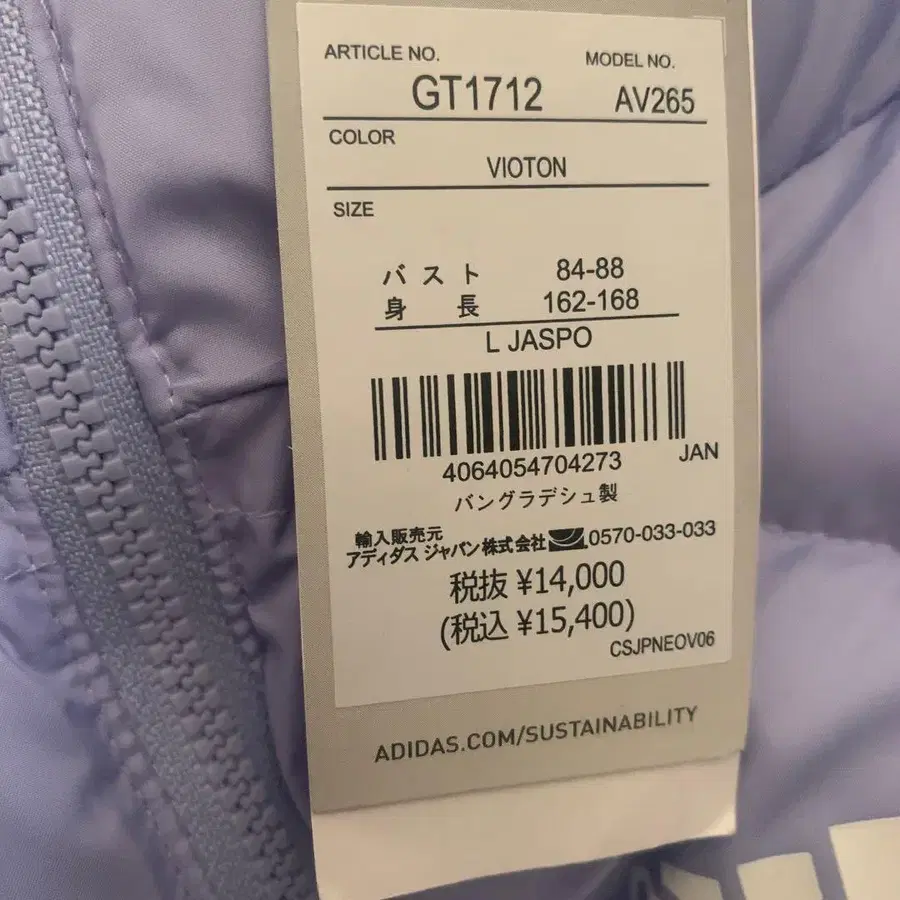 ARTICLE NO. MODEL NO.
GT1712 AV265
COLOR
VIOTON
SIZE
バスト 84-88
身長 162-168
L JASPO
4064054704273 JAN
バングラデシュ製
輸入販売元
アディダス ジャパン株式会社 0570-033-033
税抜 ¥14,000
(税込 ¥15,400)
CSJPNEOV06
ADIDAS.COM/SUSTAINABILITY